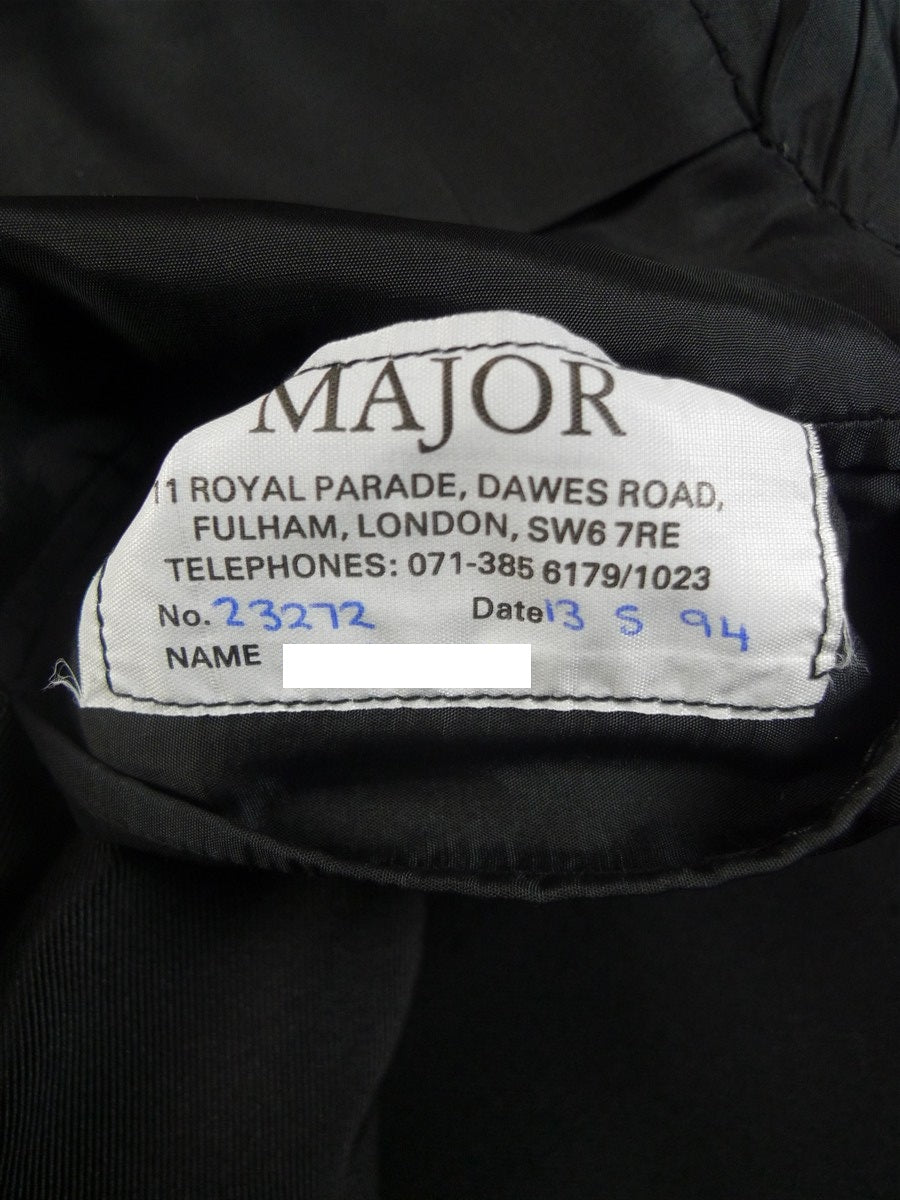 MAJOR
11 ROYAL PARADE, DAWES ROAD,
FULHAM, LONDON, SW6 7RE
TELEPHONES: 071-385 6179/1023
No. 23272 Date 13 5 94
NAME